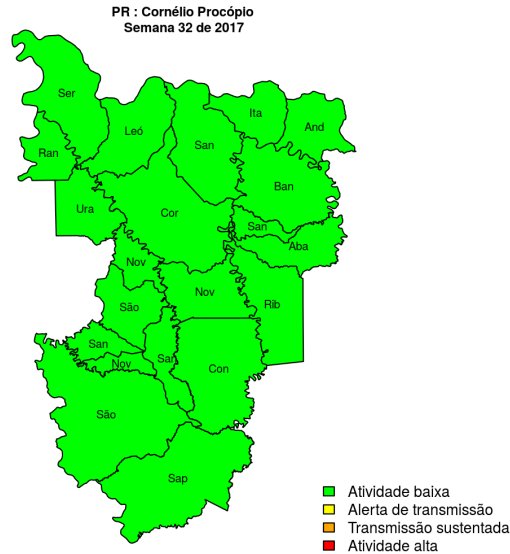 PR : Cornélio Procópio
Semana 32 de 2017
Ser
Leó
Ita
And
Ran
San
Ban
Ura
Cor
San
Aba
Nov
Nov
Rib
São
San
San
Nov
Con
São
Sap
Atividade baixa
Alerta de transmissão
Transmissão sustentada
Atividade alta